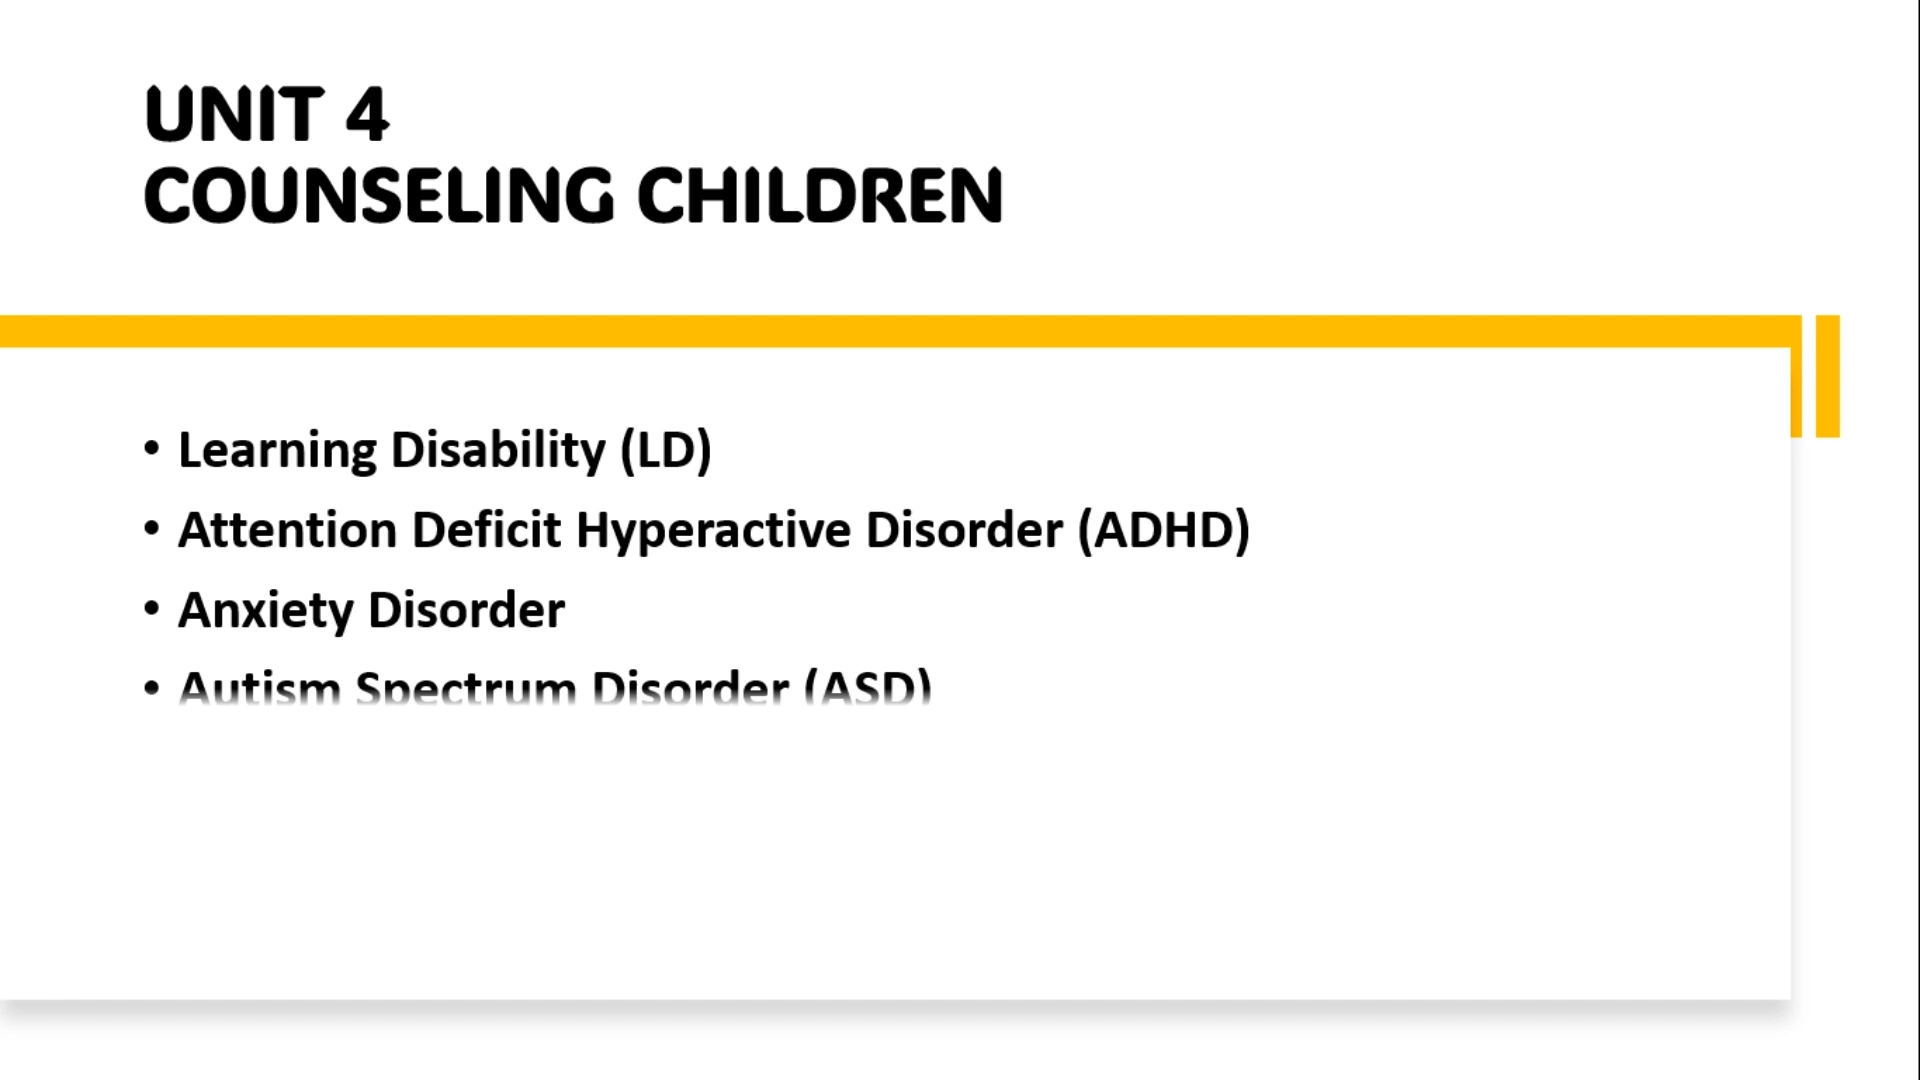 UNIT 4
COUNSELING CHILDREN
• Learning Disability (LD)
• Attention Deficit Hyperactive Disorder (ADHD)
• Anxiety Disorder
• Autism Spectrum Disorder (ASD)